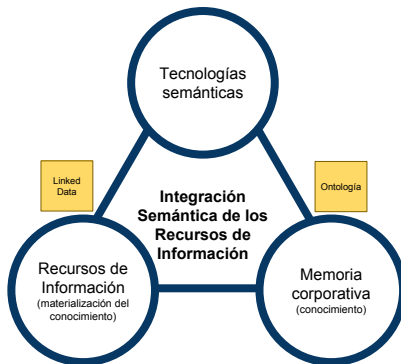 Tecnologías
semánticas
Linked
Data
Ontología
Integración
Semántica de los
Recursos de
Información
Recursos de
Información
(materialización del
conocimiento)
Memoria
corporativa
(conocimiento)